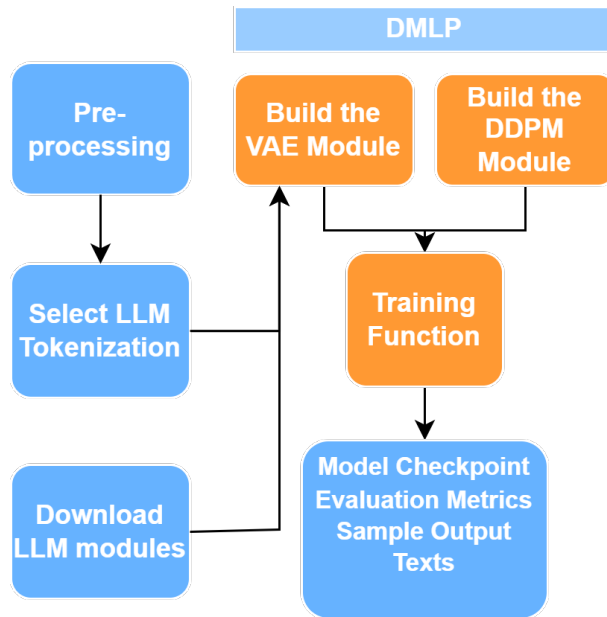 DMLP
Pre-
processing
Build the
VAE Module
Build the
DDPM
Module
Select LLM
Tokenization
Training
Function
Download
LLM modules
Model Checkpoint
Evaluation Metrics
Sample Output
Texts